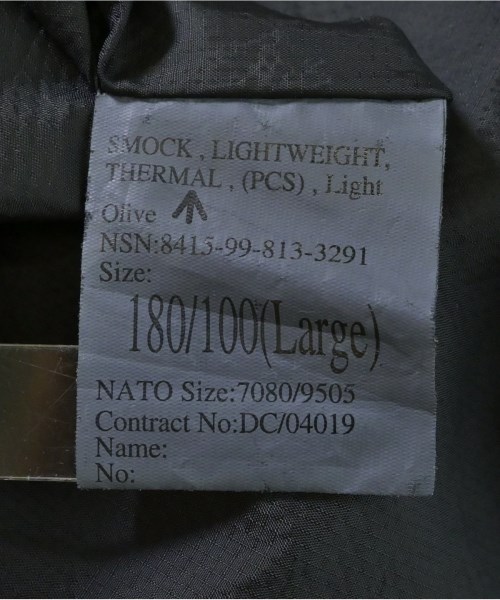 SMOCK , LIGHTWEIGHT,
THERMAL , (PCS) , Light
Olive
NSN:8415-99-813-3291
Size:
180/100(Large)
NATO Size:7080/9505
Contract No:DC/04019
Name:
No: